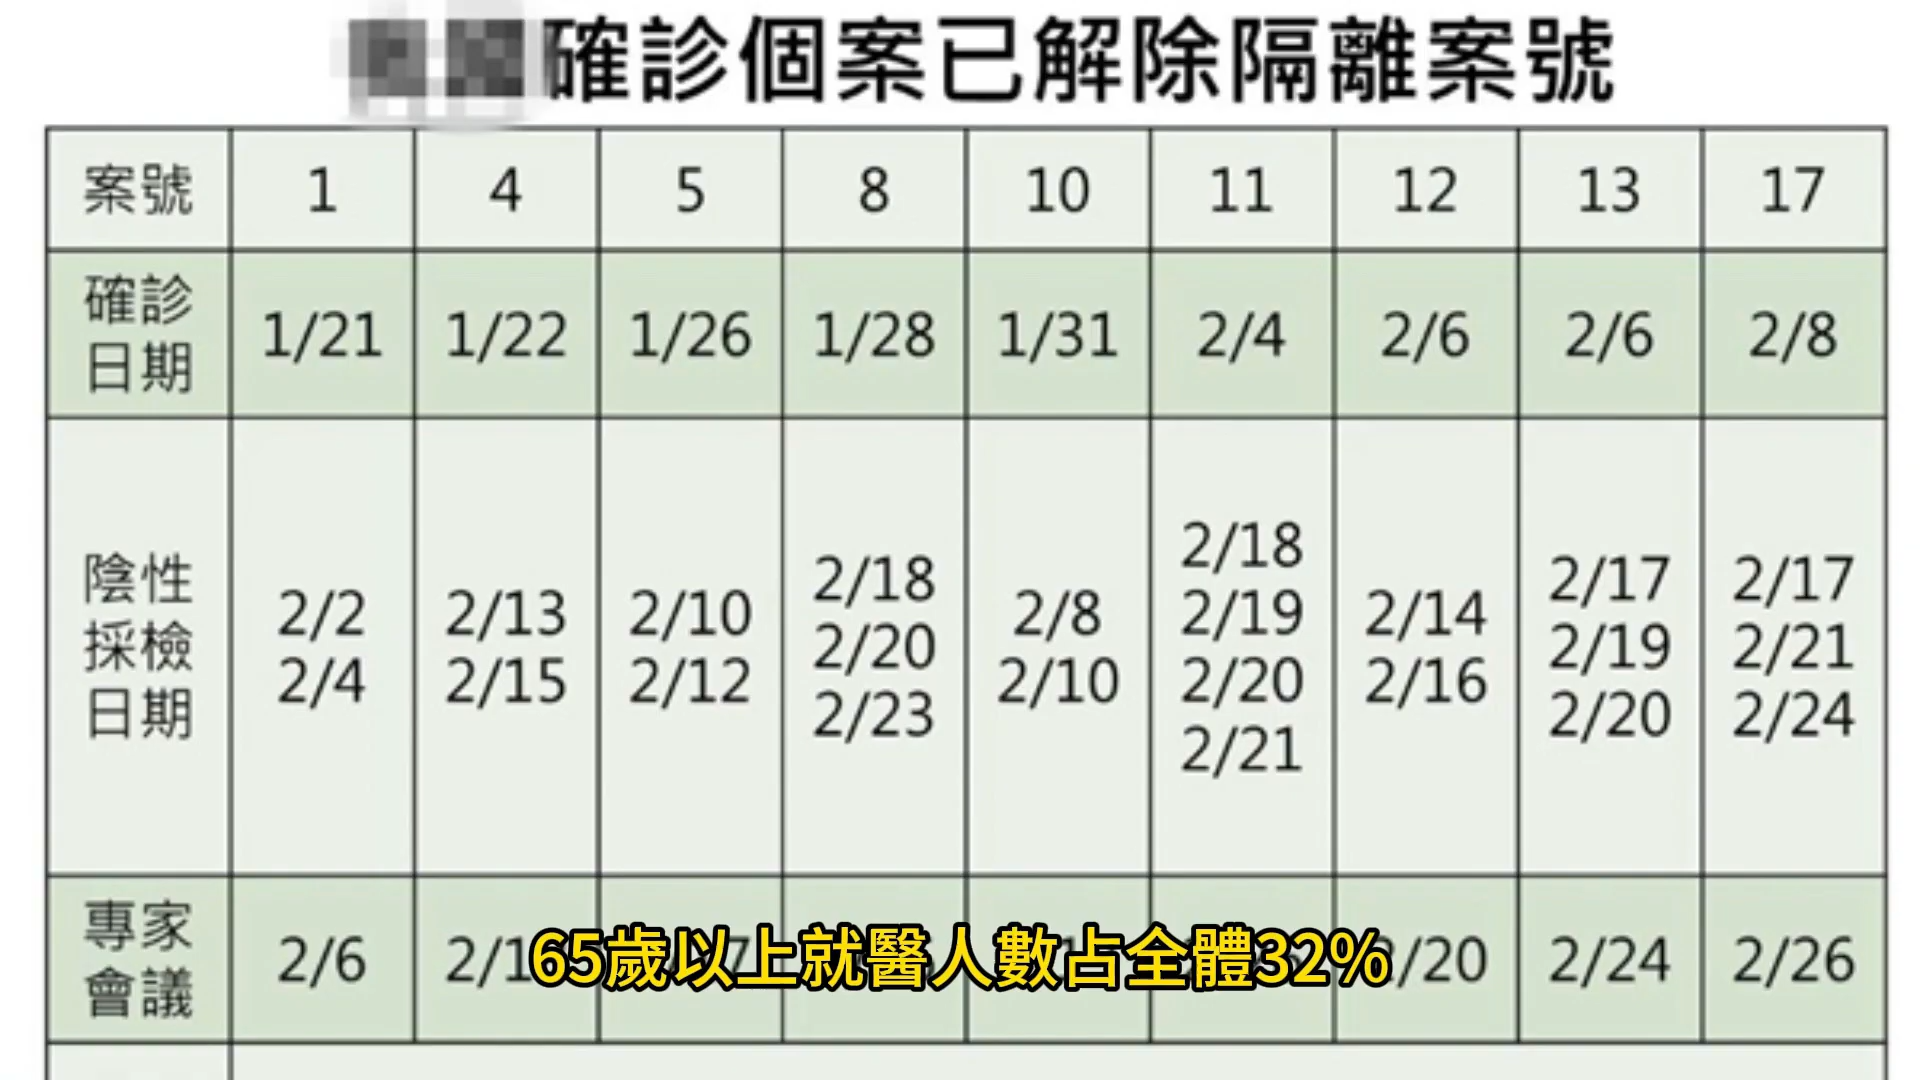 確診個案已解除隔離案號
案號 1 4 5 8 10 11 12 13 17
確診日期 1/21 1/22 1/26 1/28 1/31 2/4 2/6 2/6 2/8
陰性採檢日期 2/2 2/4 2/13 2/15 2/10 2/12 2/18 2/20 2/23 2/8 2/10 2/18 2/19 2/20 2/21 2/14 2/16 2/17 2/19 2/20 2/17 2/21 2/24
專家會議 2/6 2/20 2/24 2/26
65歲以上就醫人數占全體32%